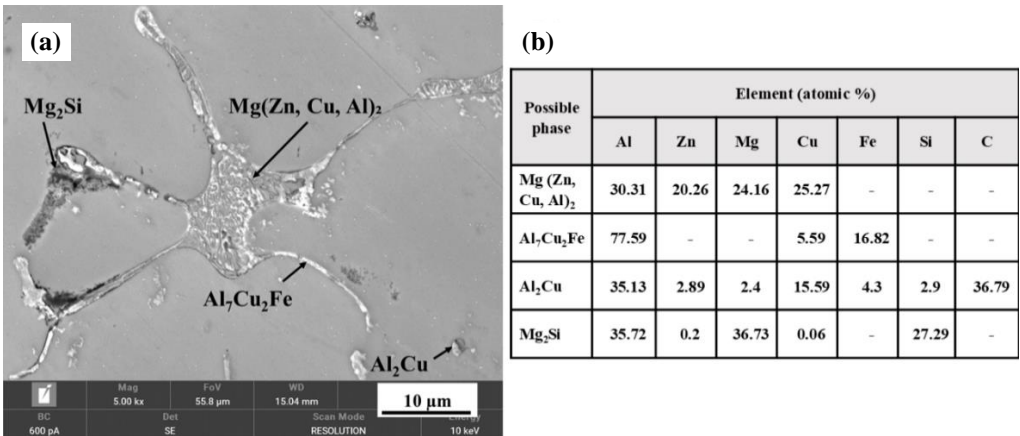 (a)
Mg₂Si
Mg(Zn, Cu, Al)₂
Al₇Cu₂Fe
Al₂Cu
Mag FoV WD
5.00 kx 55.8 µm 15.04 mm
10 µm
BC Det Scan Mode
600 pA SE RESOLUTION 10 keV
(b)
Possible phase Element (atomic %)
Al Zn Mg Cu Fe Si C
Mg (Zn, Cu, Al)₂ 30.31 20.26 24.16 25.27 - - -
Al₇Cu₂Fe 77.59 - - 5.59 16.82 - -
Al₂Cu 35.13 2.89 2.4 15.59 4.3 2.9 36.79
Mg₂Si 35.72 0.2 36.73 0.06 - 27.29 -